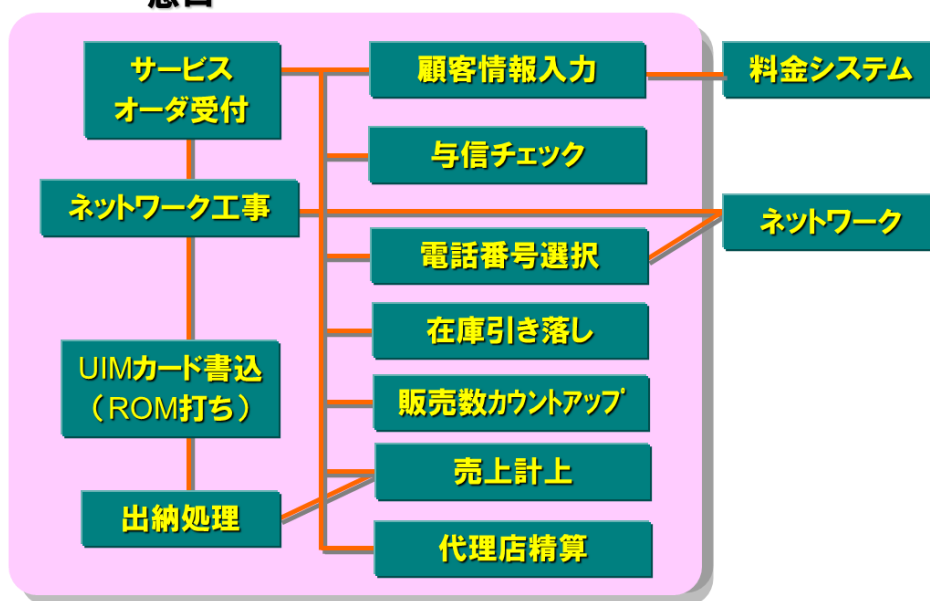 窓口
サービス
オーダ受付
ネットワーク工事
UIMカード書込
（ROM打ち）
出納処理
顧客情報入力
与信チェック
電話番号選択
在庫引き落し
販売数カウントアップ
売上計上
代理店精算
料金システム
ネットワーク